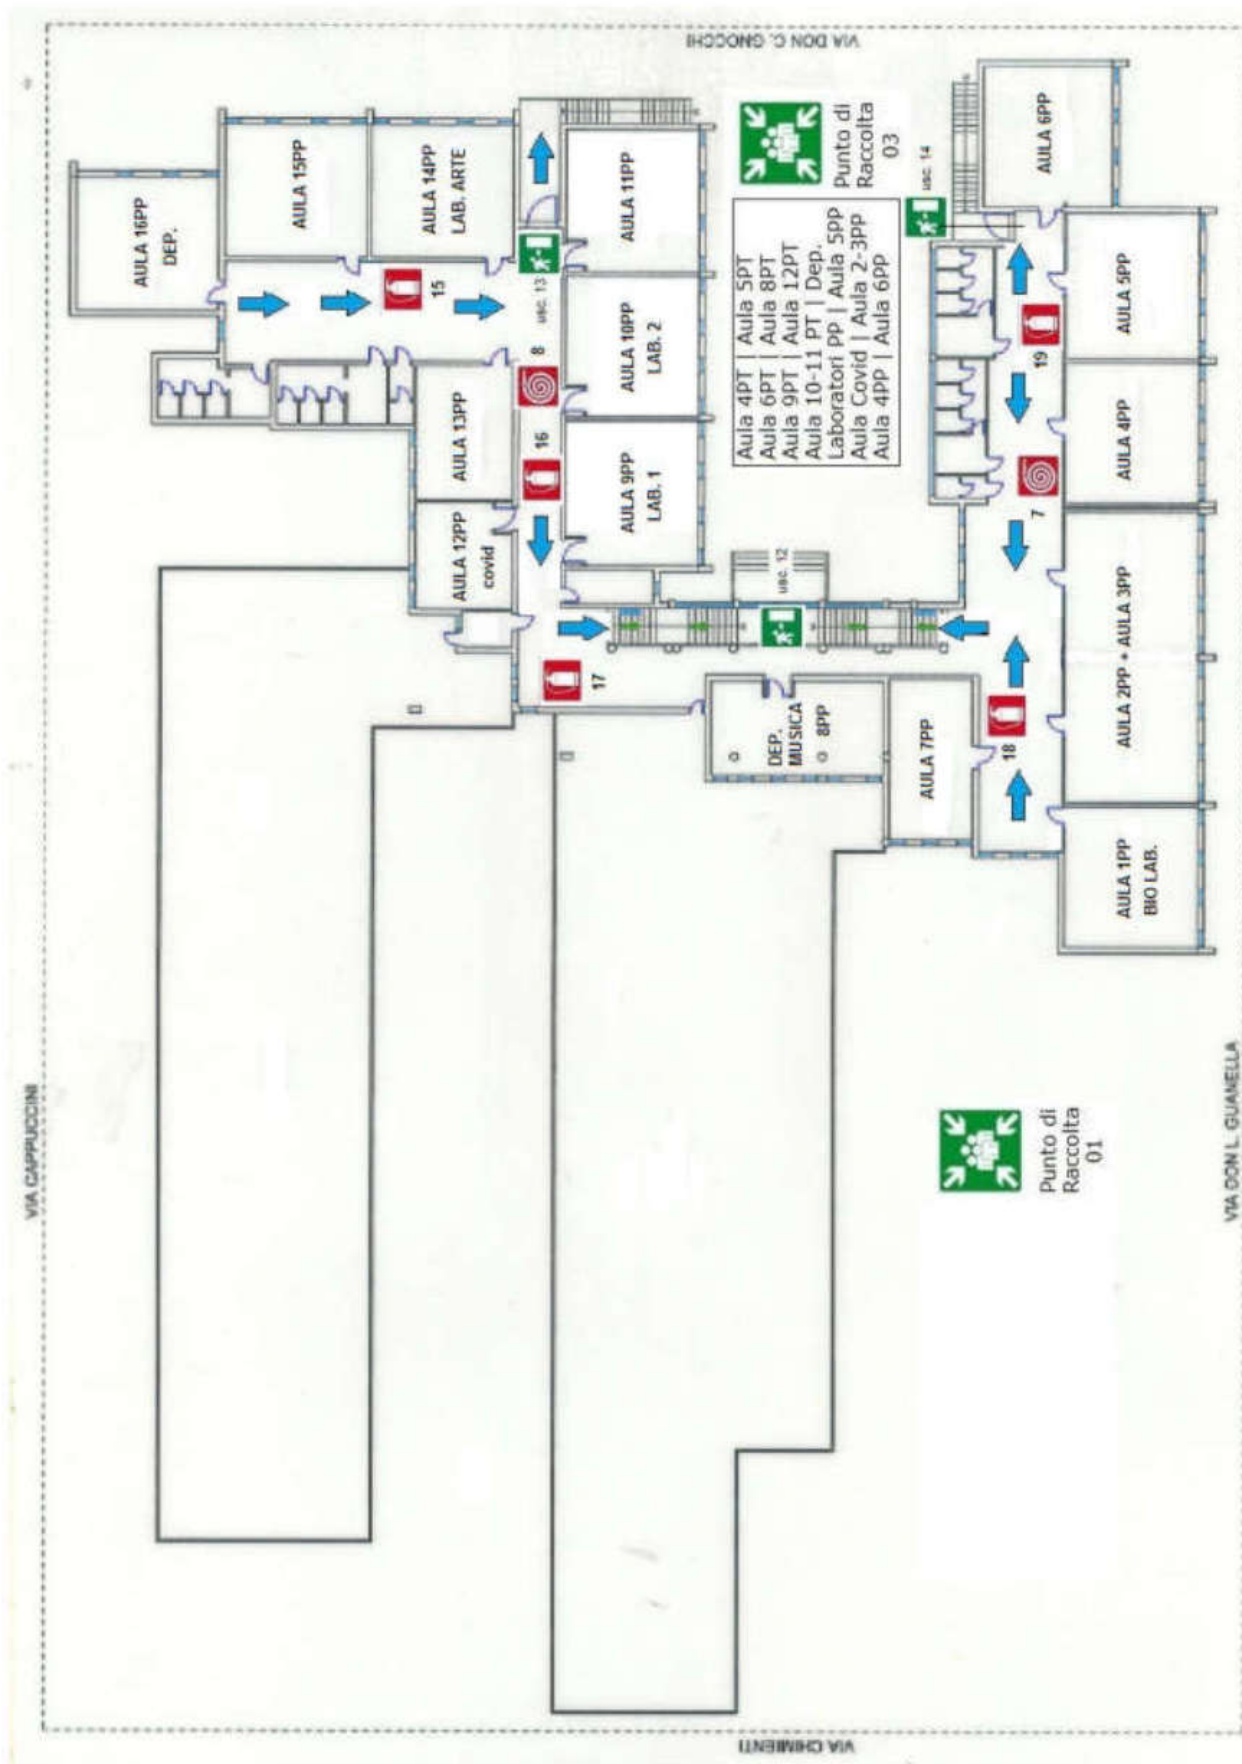 VIA DON C. GNOCCHI
VIA CAPPUCCINI
VIA DON L. GUANELLA
VIA CHIMIENTI
AULA 16PP
DEP.
AULA 15PP
AULA 14PP
LAB. ARTE
AULA 13PP
AULA 12PP
covid
AULA 11PP
AULA 10PP
LAB. 2
AULA 9PP
LAB. 1
15
usc. 13
8
16
17
usc. 12
DEP.
MUSICA
8PP
AULA 7PP
18
7
19
usc. 14
AULA 6PP
AULA 5PP
AULA 4PP
AULA 2PP + AULA 3PP
AULA 1PP
BIO LAB.
Punto di
Raccolta
03
Aula 4PT | Aula 5PT
Aula 6PT | Aula 8PT
Aula 9PT | Aula 12PT
Aula 10-11 PT | Dep.
Laboratori PP | Aula 5PP
Aula Covid | Aula 2-3PP
Aula 4PP | Aula 6PP
Punto di
Raccolta
01